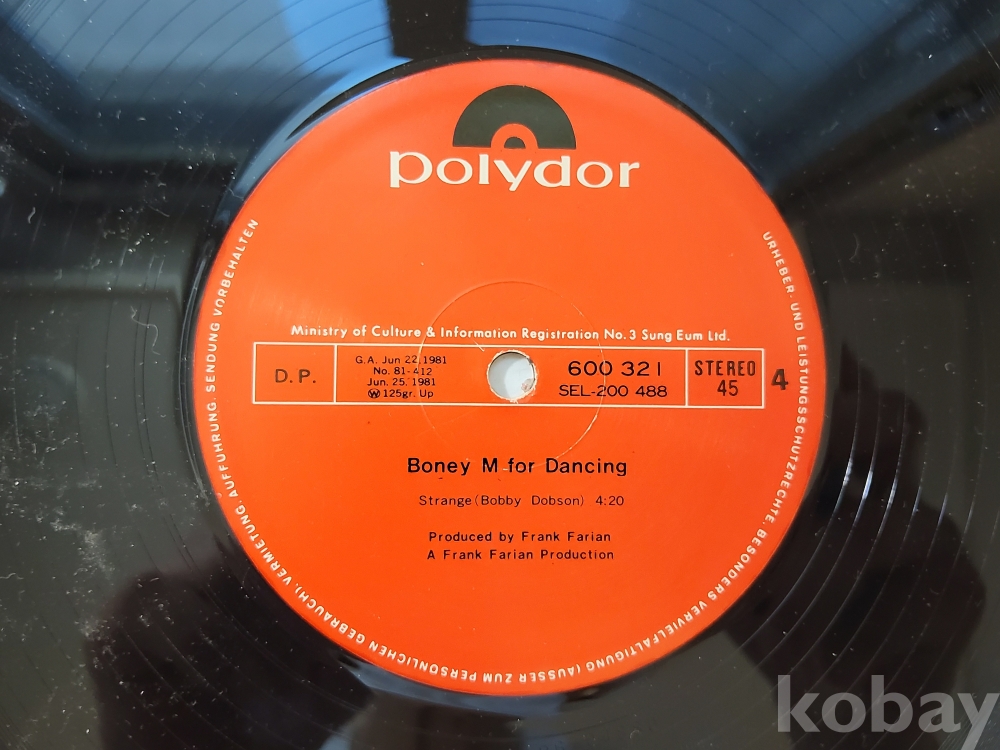 polydor
Ministry of Culture & Information Registration No. 3 Sung Eum Ltd.
D.P.
G.A. Jun 22, 1981
No. 81-412
Jun. 25, 1981
Ⓦ 125gr. Up
600 321
SEL-200 488
STEREO
45
4
Boney M for Dancing
Strange (Bobby Dobson) 4:20
Produced by Frank Farian
A Frank Farian Production
URHEBER- UND LEISTUNGSSCHUTZRECHTE, BESONDERS VERVIELFALTIGUNG (AUSSER ZUM PERSÖNLICHEN GEBRAUCH), VERMIETUNG, AUFFUHRUNG, SENDUNG VORBEHALTEN
kobay